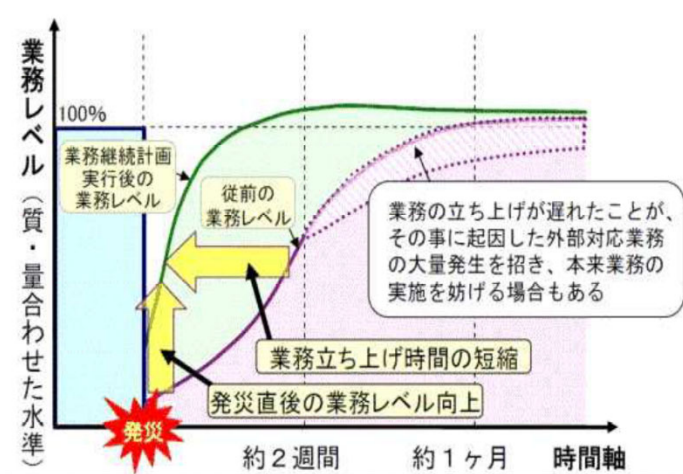 業務レベル（質・量合わせた水準）
100%
業務継続計画
実行後の
業務レベル
従前の
業務レベル
業務の立ち上げが遅れたことが、
その事に起因した外部対応業務
の大量発生を招き、本来業務の
実施を妨げる場合もある
業務立ち上げ時間の短縮
発災直後の業務レベル向上
発災
約２週間
約１ヶ月
時間軸